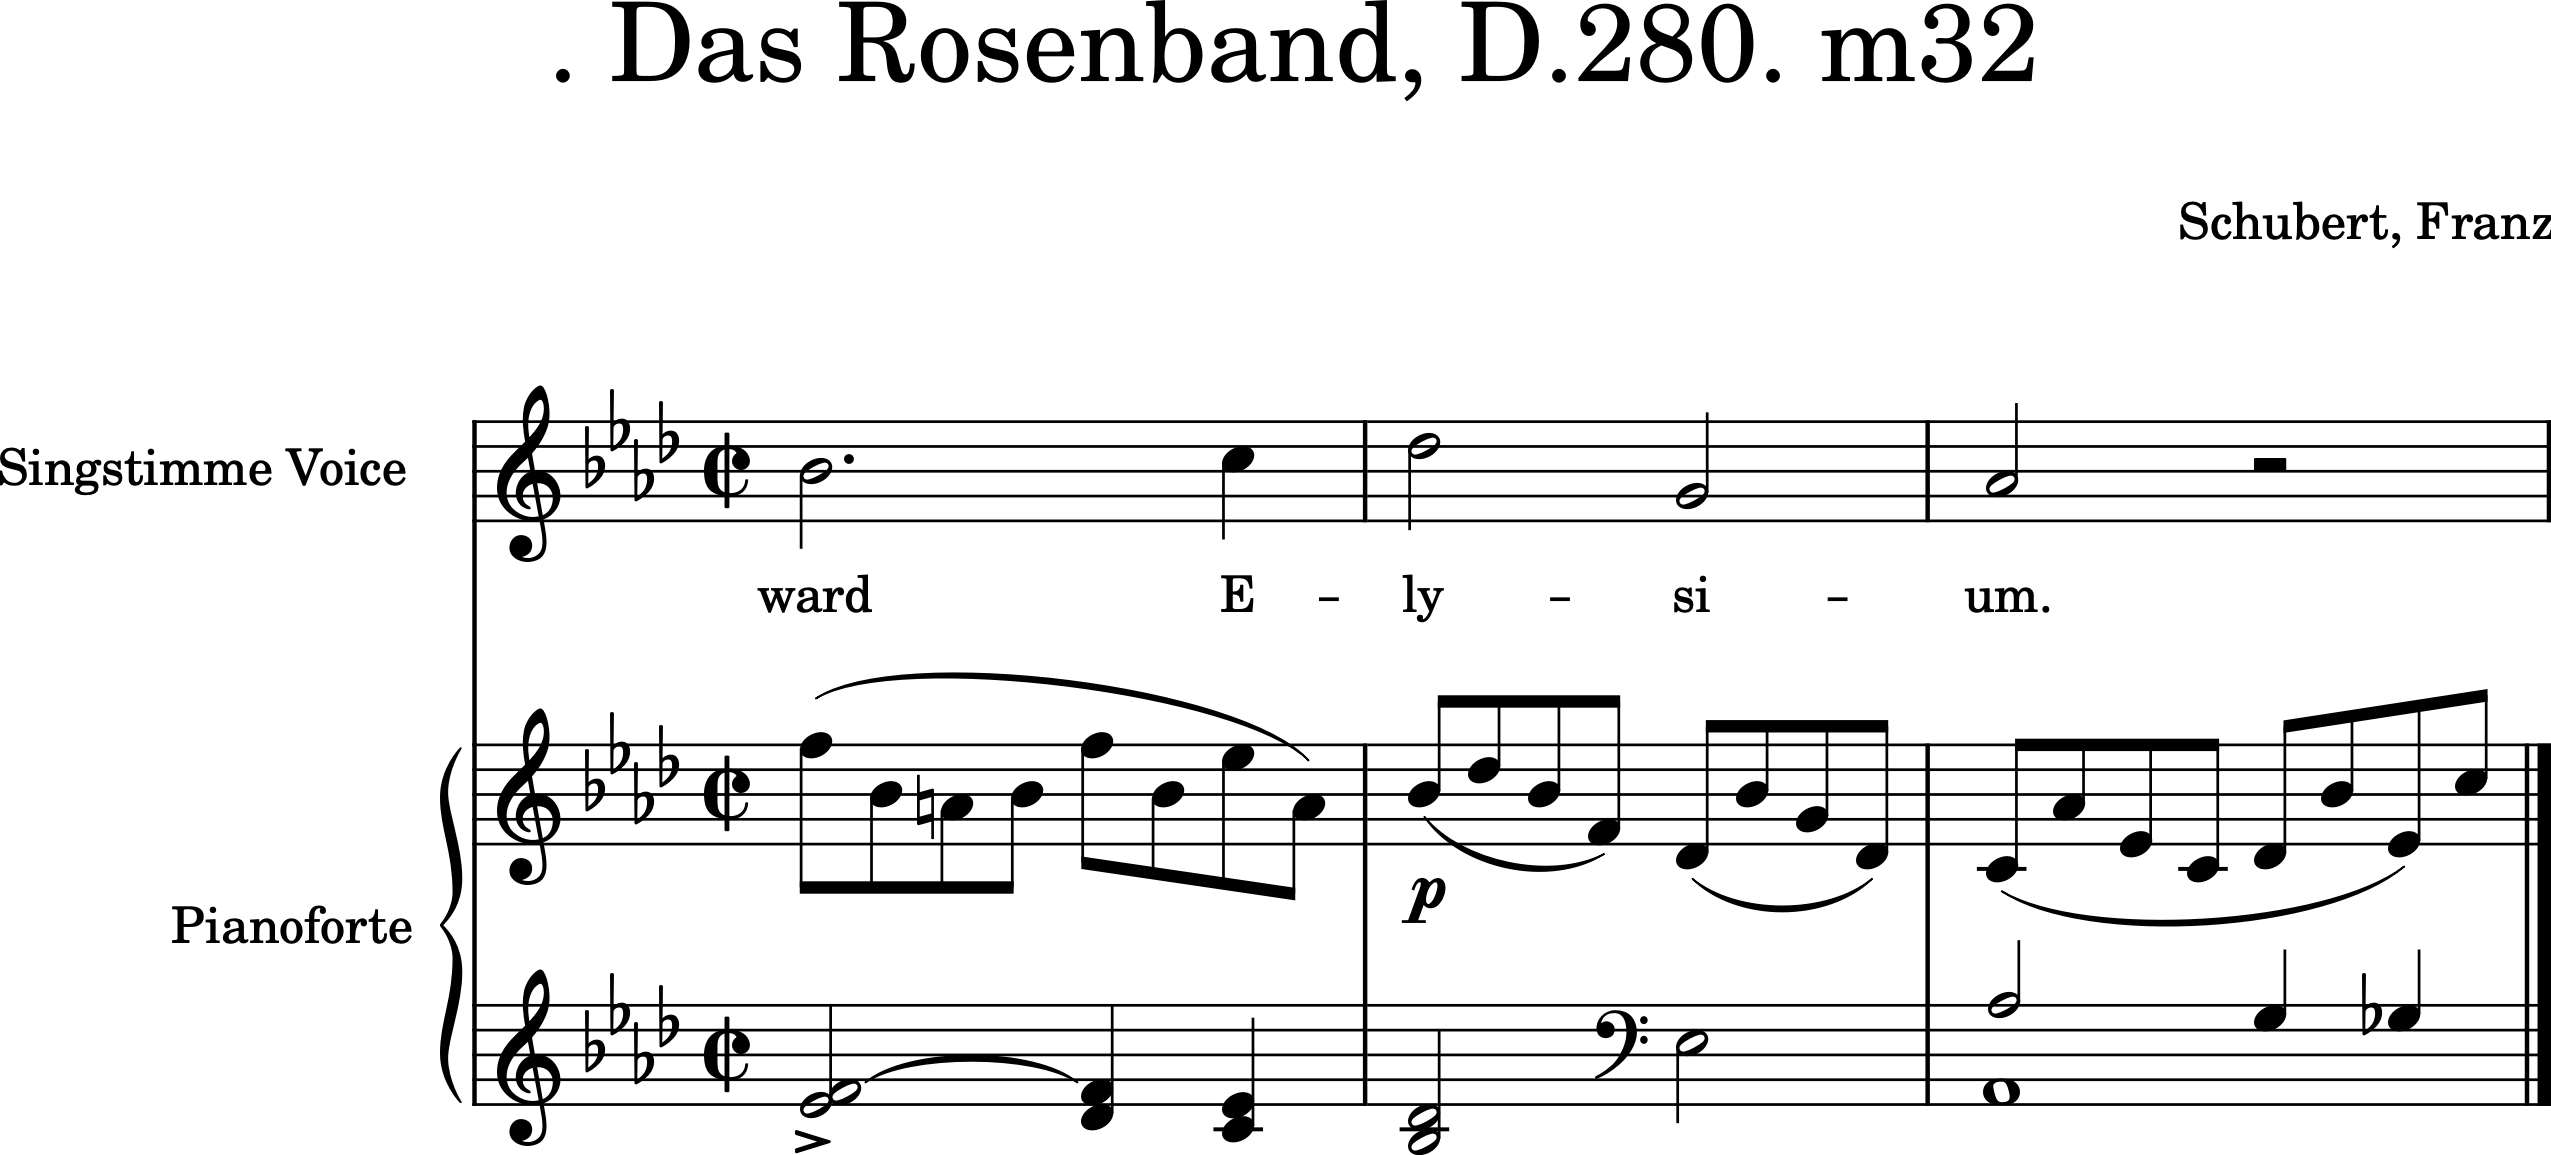 . Das Rosenband, D.280. m32
Schubert, Franz
Singstimme Voice
ward E – ly – si – um.
p
Pianoforte